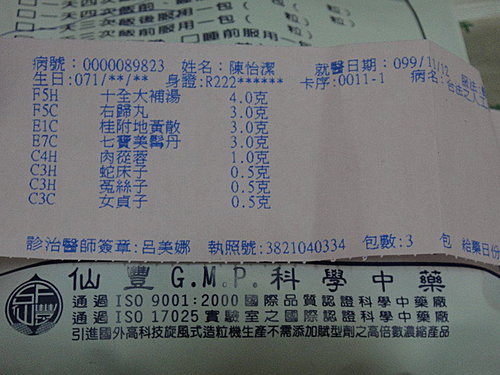 一天四次飯後服用一包(
一天三次飯後服用一包(
睡前服用一包(
病號：0000089823 姓名：陳怡潔 就醫日期：099/11/12
生日:071/**/** 身證:R222****** 卡序:0011-1 病名:
F5H 十全大補湯 4.0克
F5C 右歸丸 3.0克
E1C 桂附地黃散 3.0克
E7C 七寶美髯丹 3.0克
C4H 肉蓯蓉 1.0克
C3H 蛇床子 0.5克
C3H 菟絲子 0.5克
C3C 女貞子 0.5克
診治醫師簽章:呂美娜 執照號:3821040334 包數:3 包 給藥日份
仙豐G.M.P.科學中藥
通過ISO 9001:2000國際品質認證科學中藥廠
通過ISO 17025實驗室之國際認證科學中藥廠
引進國外高科技旋風式造粒機生產不需添加賦型劑之高倍數濃縮產品